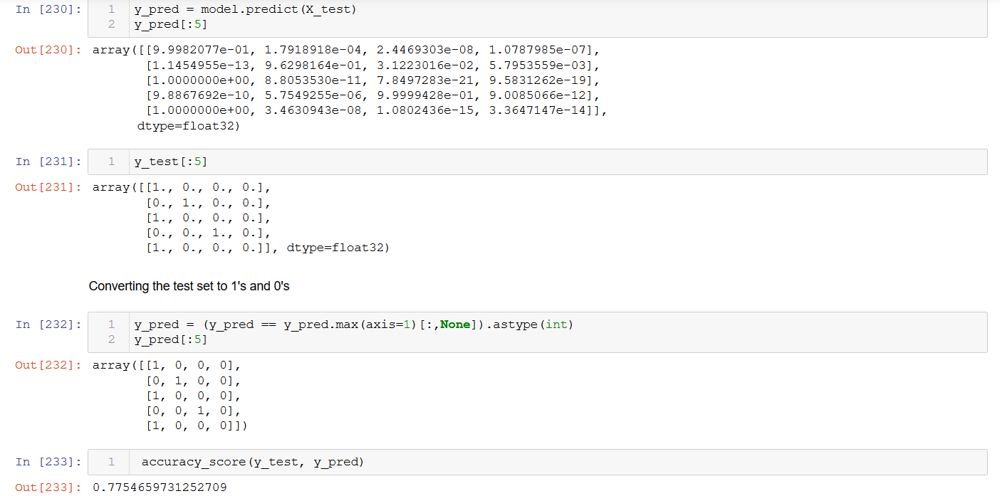 In [230]: 1 y_pred = model.predict(X_test)
2 y_pred[:5]
Out[230]: array([[9.9982077e-01, 1.7918918e-04, 2.4469303e-08, 1.0787985e-07],
[1.1454955e-13, 9.6298164e-01, 3.1223016e-02, 5.7953559e-03],
[1.0000000e+00, 8.8053530e-11, 7.8497283e-21, 9.5831262e-19],
[9.8867692e-10, 5.7549255e-06, 9.9999428e-01, 9.0085066e-12],
[1.0000000e+00, 3.4630943e-08, 1.0802436e-15, 3.3647147e-14]],
dtype=float32)
In [231]: 1 y_test[:5]
Out[231]: array([[1., 0., 0., 0.],
[0., 1., 0., 0.],
[1., 0., 0., 0.],
[0., 0., 1., 0.],
[1., 0., 0., 0.]], dtype=float32)
Converting the test set to 1's and 0's
In [232]: 1 y_pred = (y_pred == y_pred.max(axis=1)[:,None]).astype(int)
2 y_pred[:5]
Out[232]: array([[1, 0, 0, 0],
[0, 1, 0, 0],
[1, 0, 0, 0],
[0, 0, 1, 0],
[1, 0, 0, 0]])
In [233]: 1 accuracy_score(y_test, y_pred)
Out[233]: 0.7754659731252709